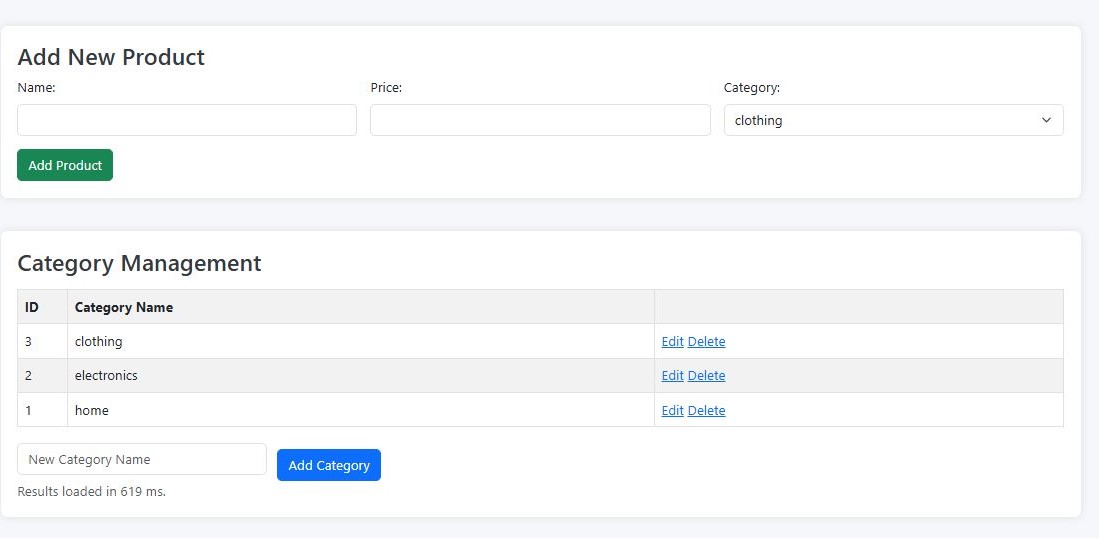 Add New Product
Name: Price: Category:
clothing
Add Product
Category Management
ID Category Name
3 clothing Edit Delete
2 electronics Edit Delete
1 home Edit Delete
New Category Name Add Category
Results loaded in 619 ms.